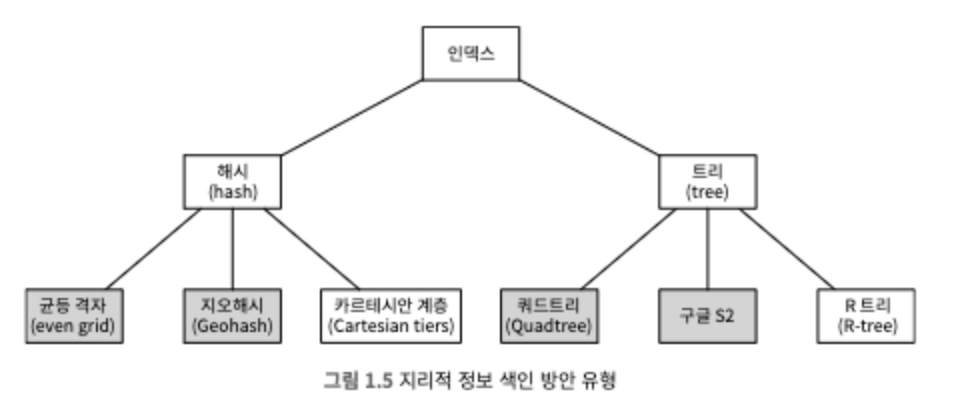 인덱스
해시
(hash)
트리
(tree)
균등 격자
(even grid)
지오해시
(Geohash)
카르테시안 계층
(Cartesian tiers)
쿼드트리
(Quadtree)
구글 S2
R 트리
(R-tree)
그림 1.5 지리적 정보 색인 방안 유형